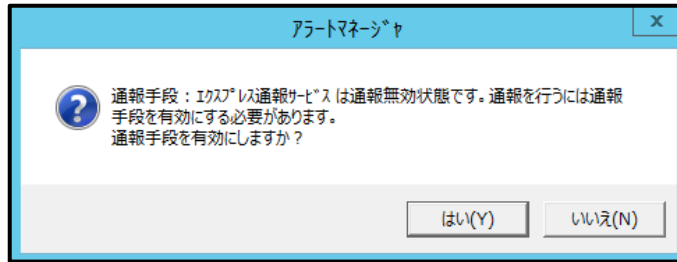 アラートマネージャ
x
通報手段：エクスプレス通報サービス は通報無効状態です。通報を行うには通報
手段を有効にする必要があります。
通報手段を有効にしますか？
はい(Y)
いいえ(N)